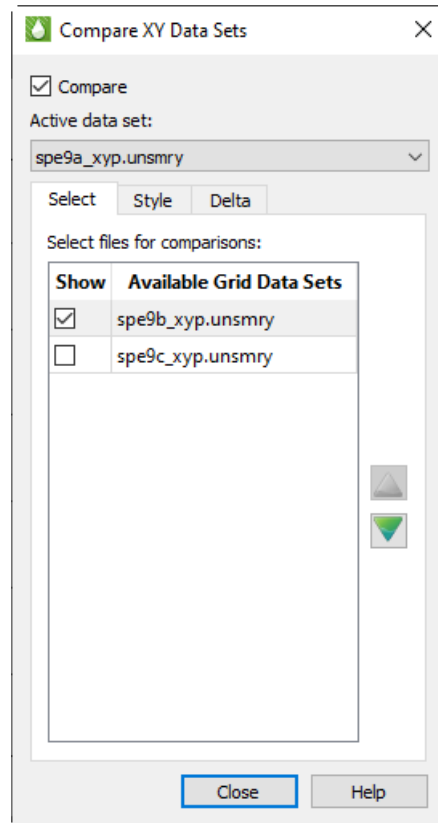 Compare XY Data Sets
Compare
Active data set:
spe9a_xyp.unsmry
Select Style Delta
Select files for comparisons:
Show Available Grid Data Sets
spe9b_xyp.unsmry
spe9c_xyp.unsmry
Close Help